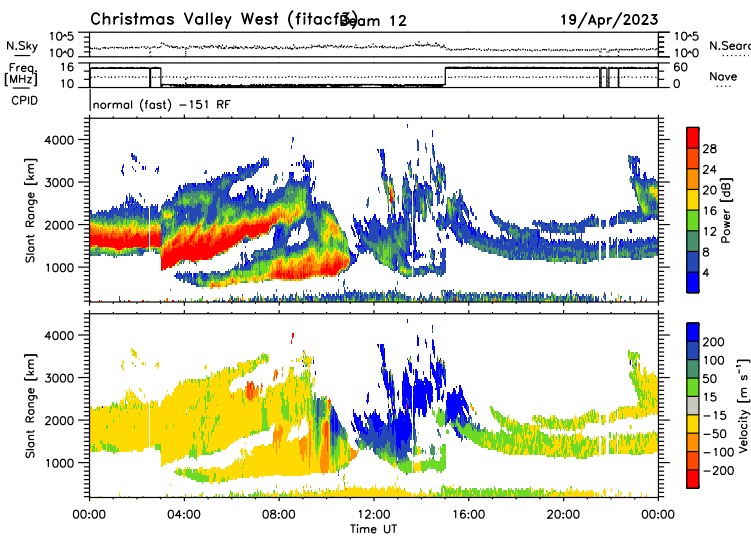 Christmas Valley West (fitacf3) Beam 12 19/Apr/2023
N.Sky 10^5 10^0 10^5 10^0 N.Searc
Freq [MHz] 16 10 60 0 Nave
CPID normal (fast) -151 RF
4000
3000
2000
1000
Slant Range [km]
28
24
20
16
12
8
4
Power [dB]
4000
3000
2000
1000
Slant Range [km]
200
100
50
15
-15
-50
-100
-200
Velocity [m s⁻¹]
00:00 04:00 08:00 12:00 16:00 20:00 00:00
Time UT